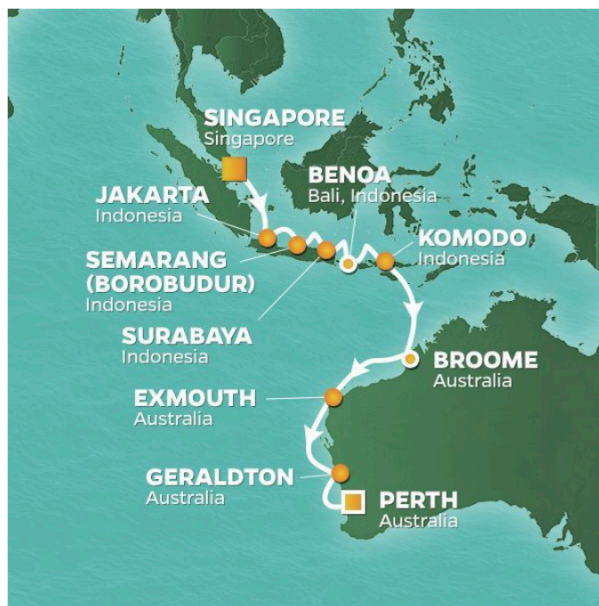 SINGAPORE
Singapore
BENOA
Bali, Indonesia
JAKARTA
Indonesia
KOMODO
Indonesia
SEMARANG
(BOROBUDUR)
Indonesia
SURABAYA
Indonesia
BROOME
Australia
EXMOUTH
Australia
GERALDTON
Australia
PERTH
Australia